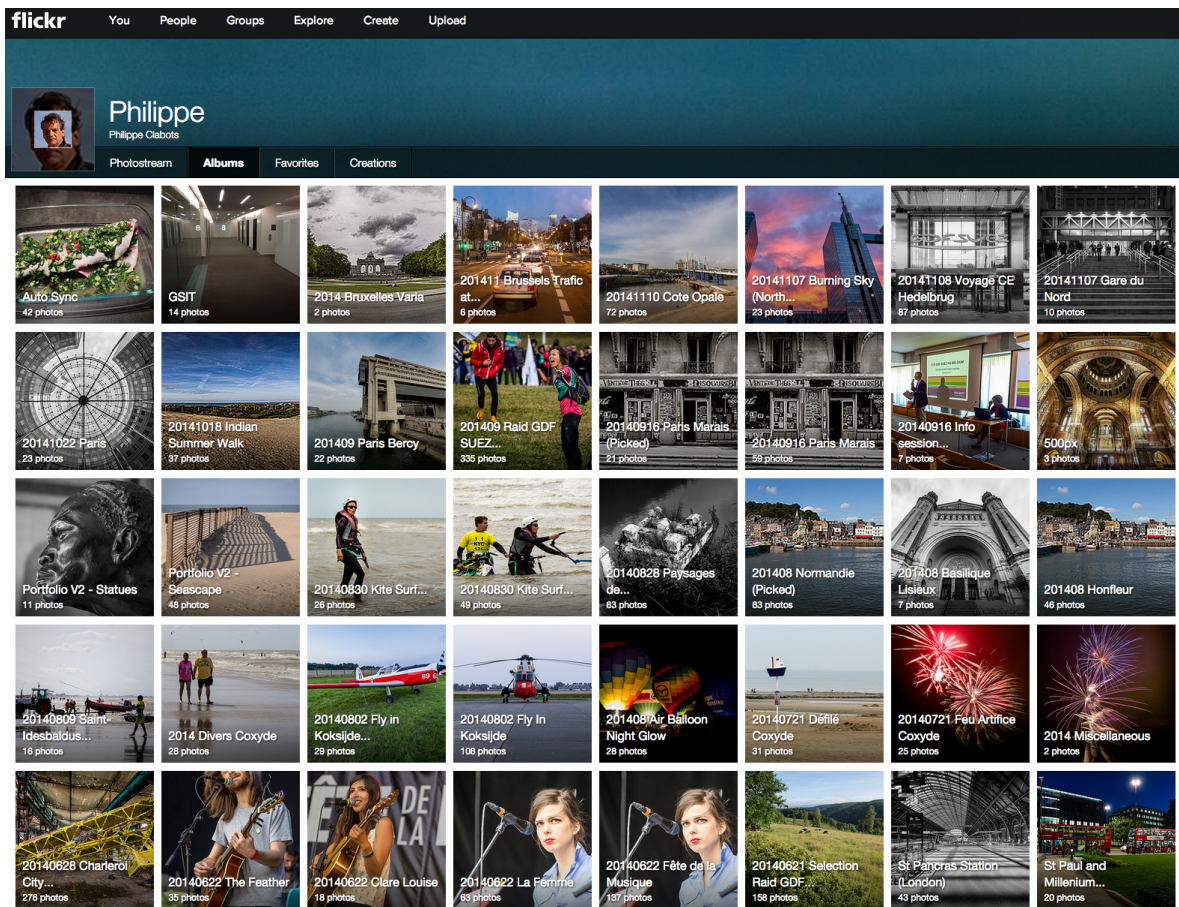 flickr You People Groups Explore Create Upload
Philippe
Philippe Clabots
Photostream Albums Favorites Creations
Auto Sync
42 photos
GSIT
14 photos
2014 Bruxelles Varia
2 photos
201411 Brussels Trafic
at...
6 photos
20141110 Cote Opale
72 photos
20141107 Burning Sky
(North...
23 photos
20141108 Voyage CE
Hedelbrug
87 photos
20141107 Gare du
Nord
10 photos
20141022 Paris
23 photos
20141018 Indian
Summer Walk
37 photos
201409 Paris Bercy
22 photos
201409 Raid GDF
SUEZ...
335 photos
20140916 Paris Marais
(Picked)
21 photos
20140916 Paris Marais
59 photos
20140916 Info
session...
7 photos
500px
3 photos
Portfolio V2 - Statues
11 photos
Portfolio V2 -
Seascape
48 photos
20140830 Kite Surf...
26 photos
20140830 Kite Surf...
49 photos
20140828 Paysages
de...
83 photos
201408 Normandie
(Picked)
83 photos
201408 Basilique
Lisieux
7 photos
201408 Honfleur
46 photos
20140809 Saint-
Idesbaldus...
16 photos
2014 Divers Coxyde
28 photos
20140802 Fly in
Koksijde...
29 photos
20140802 Fly In
Koksijde
108 photos
201408 Air Balloon
Night Glow
28 photos
20140721 Défilé
Coxyde
31 photos
20140721 Feu Artifice
Coxyde
25 photos
2014 Miscellaneous
2 photos
20140628 Charleroi
City...
276 photos
20140622 The Feather
35 photos
20140622 Clare Louise
18 photos
20140622 La Femme
63 photos
20140622 Fête de la
Musique
137 photos
20140621 Selection
Raid GDF...
158 photos
St Pancras Station
(London)
43 photos
St Paul and
Millenium...
20 photos